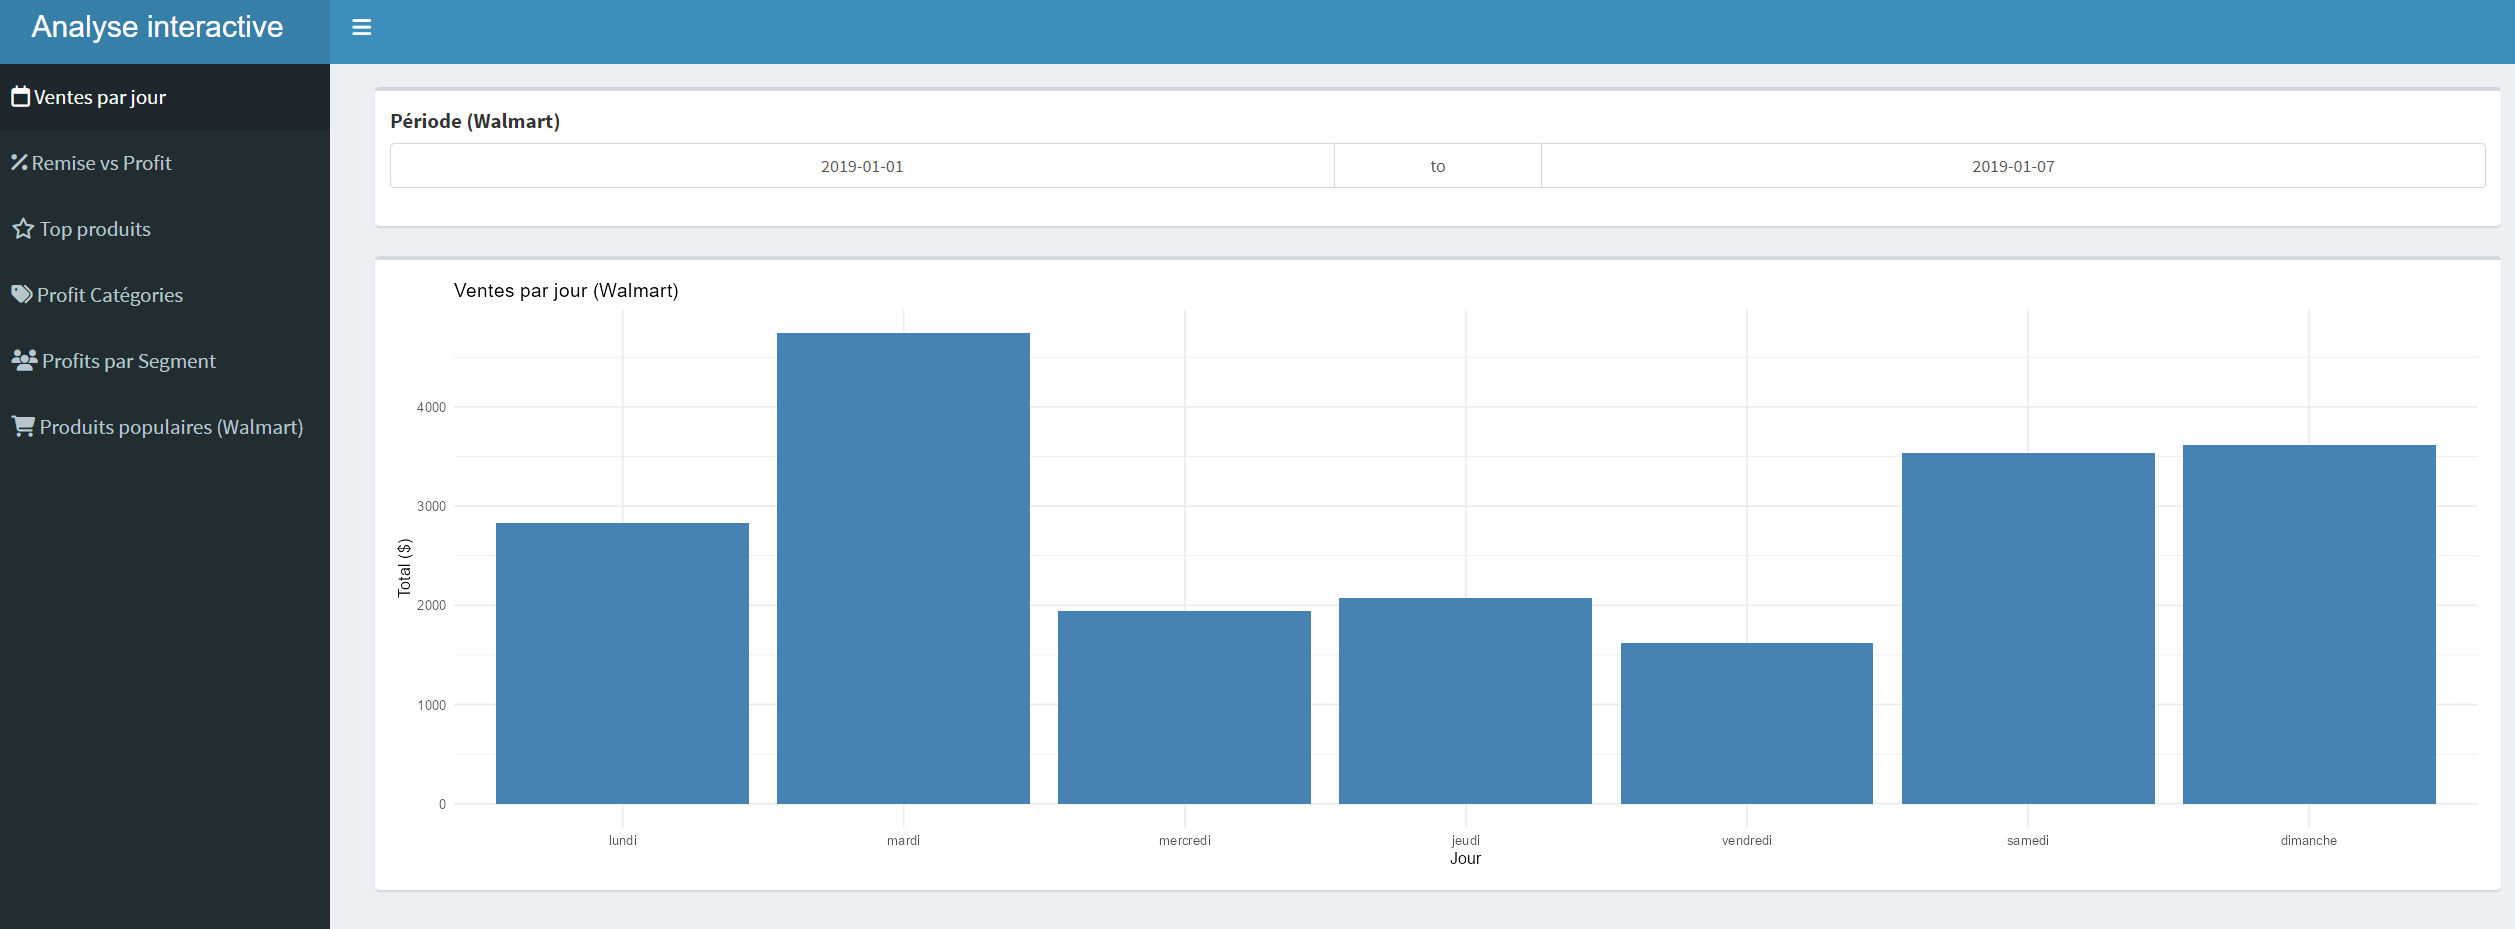 Analyse interactive
Ventes par jour
Remise vs Profit
Top produits
Profit Catégories
Profits par Segment
Produits populaires (Walmart)
Période (Walmart)
2019-01-01 to 2019-01-07
Ventes par jour (Walmart)
Total ($)
4000
3000
2000
1000
0
lundi mardi mercredi jeudi vendredi samedi dimanche
Jour